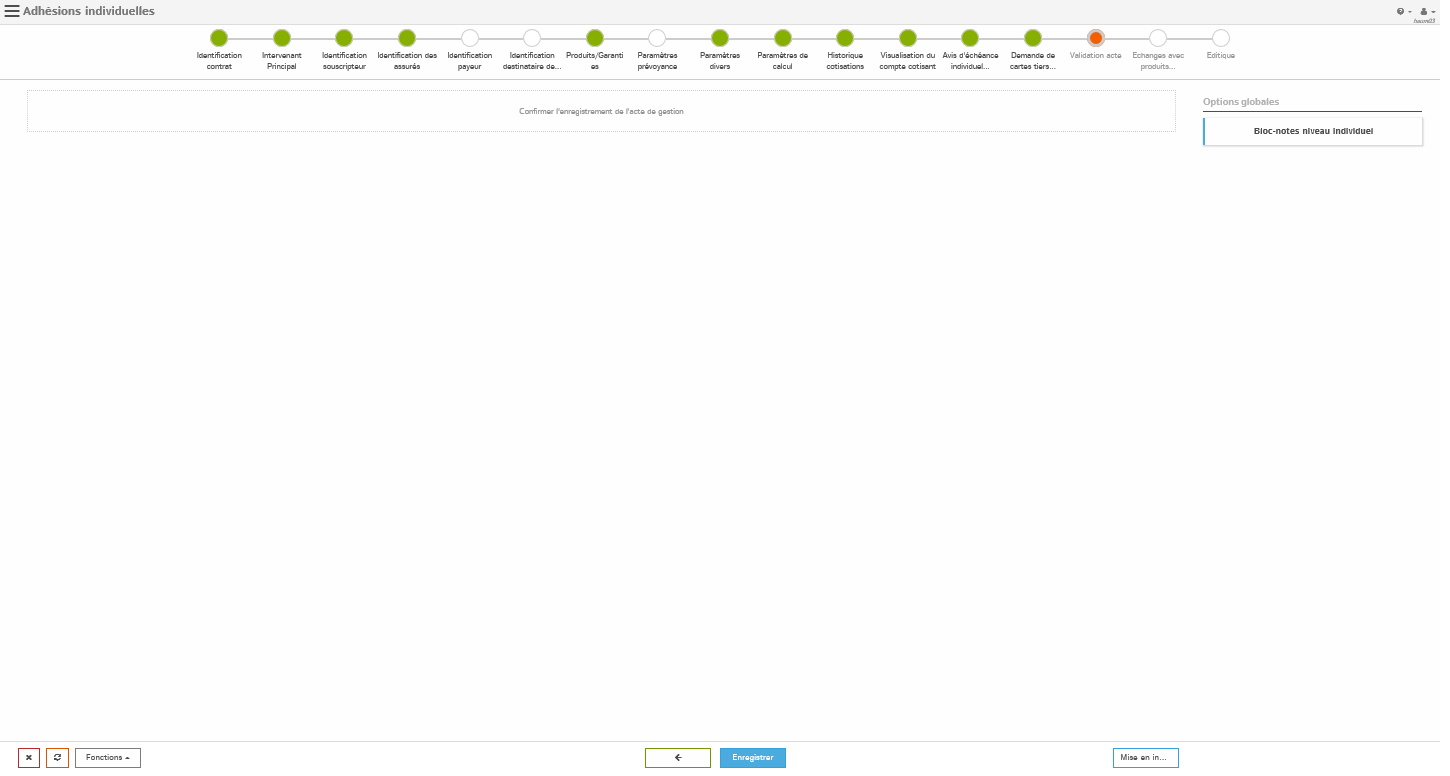 Adhésions individuelles
haom03
Identification
contrat
Intervenant
Principal
Identification
souscripteur
Identification des
assurés
Identification
payeur
Identification
destinataire de...
Produits/Garanti
es
Paramètres
prévoyance
Paramètres
divers
Paramètres de
calcul
Historique
cotisations
Visualisation du
compte cotisant
Avis d'échéance
individuel...
Demande de
cartes tiers...
Validation acte
Echanges avec
produits...
Editique
Confirmer l'enregistrement de l'acte de gestion
Options globales
Bloc-notes niveau individuel
Fonctions
Enregistrer
Mise en in...